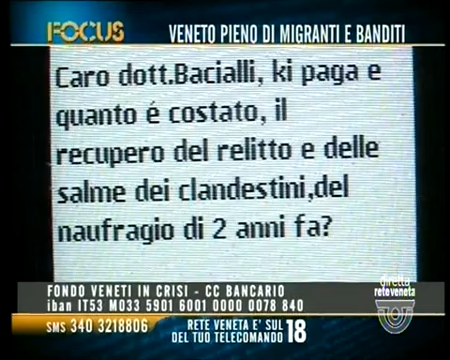 FOCUS
VENETO PIENO DI MIGRANTI E BANDITI
Caro dott.Bacialli, ki paga e
quanto é costato, il
recupero del relitto e delle
salme dei clandestini,del
naufragio di 2 anni fa?
diretta
reteveneta
FONDO VENETI IN CRISI - CC BANCARIO
iban IT53 M033 5901 6001 0000 0078 840
SMS 340 3218806
RETE VENETA E' SUL
DEL TUO TELECOMANDO 18